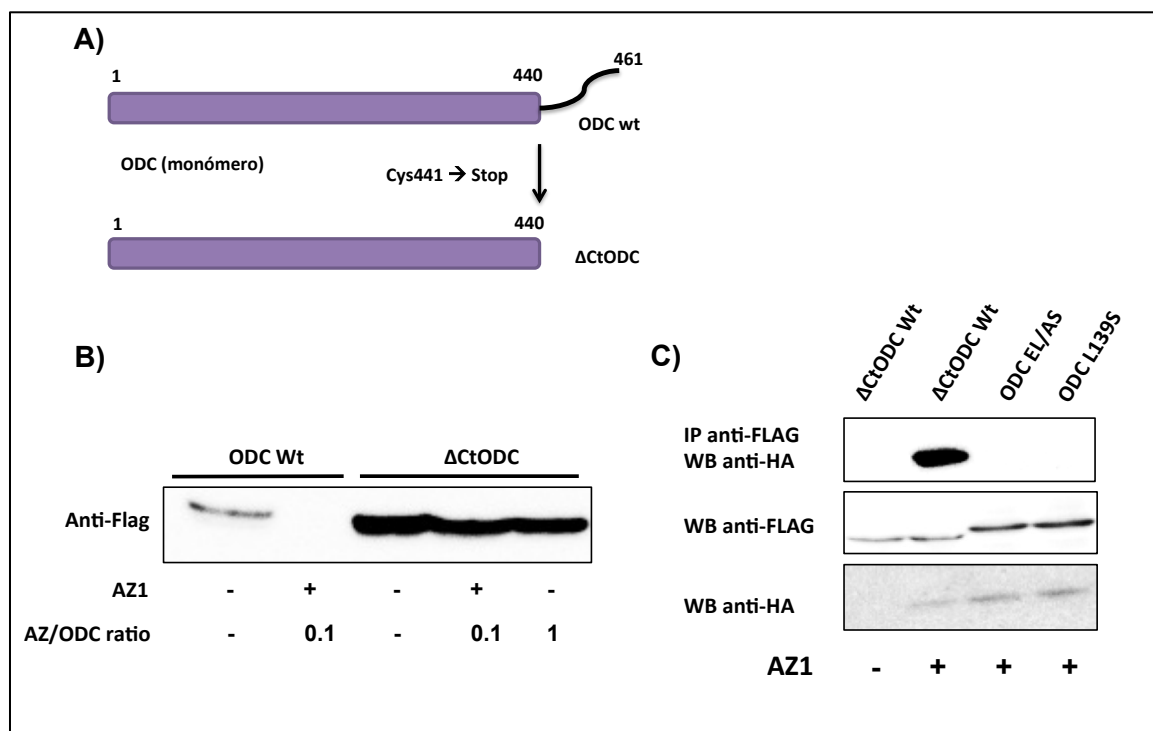 A)
1
440
461
ODC wt
ODC (monómero)
Cys441 → Stop
1
440
ΔCtODC
B)
ODC Wt
ΔCtODC
Anti-Flag
AZ1
-
+
-
+
-
AZ/ODC ratio
-
0.1
-
0.1
1
C)
ΔCtODC Wt
ΔCtODC Wt
ODC EL/AS
ODC L139S
IP anti-FLAG
WB anti-HA
WB anti-FLAG
WB anti-HA
AZ1
-
+
+
+